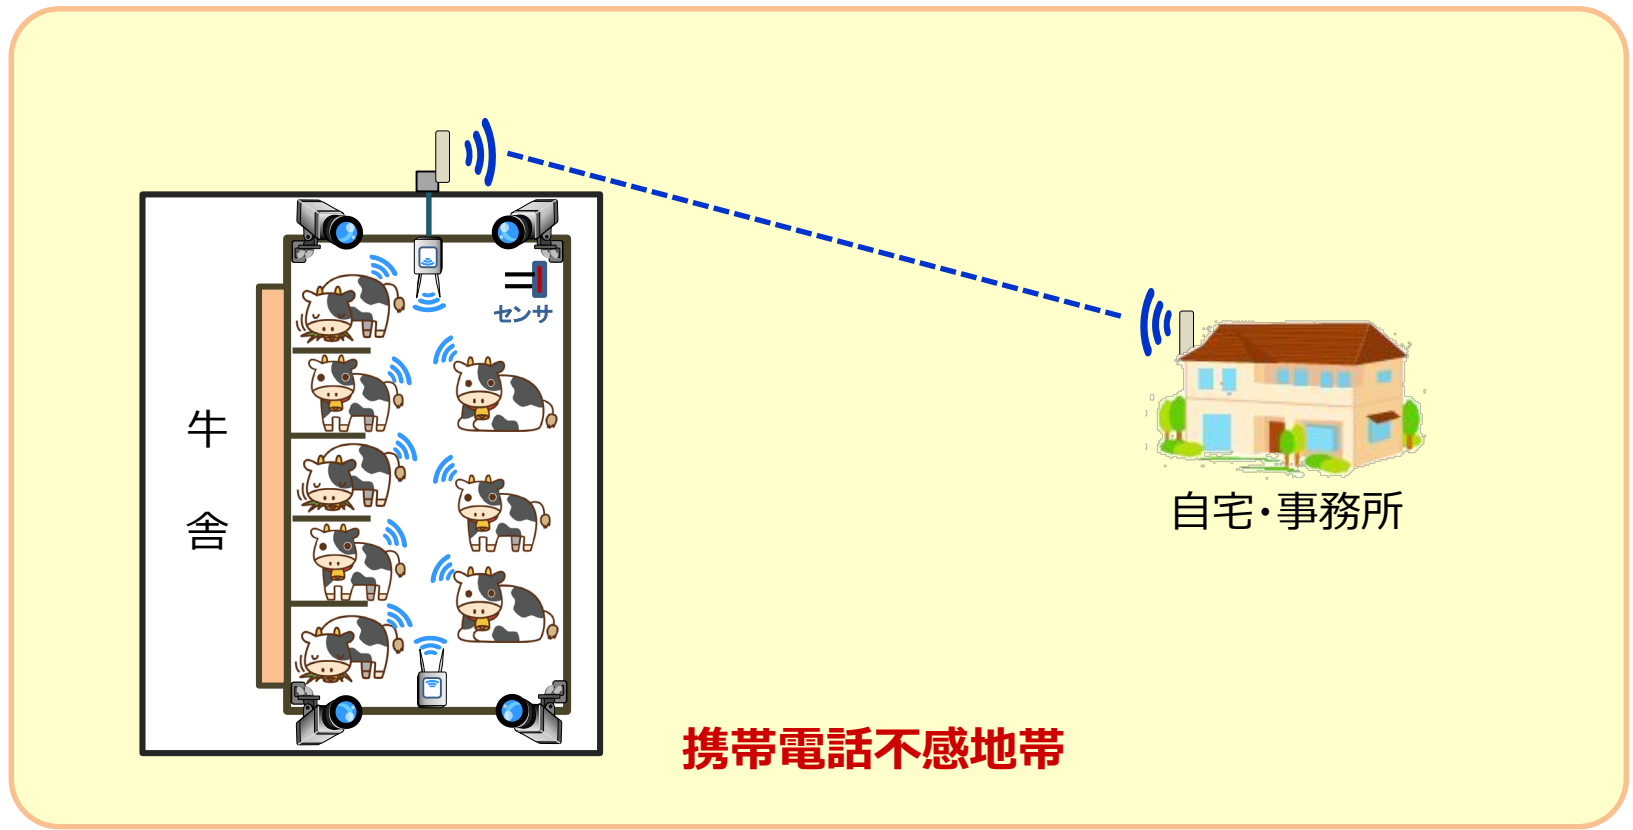 センサ
牛
舎
自宅・事務所
携帯電話不感地帯